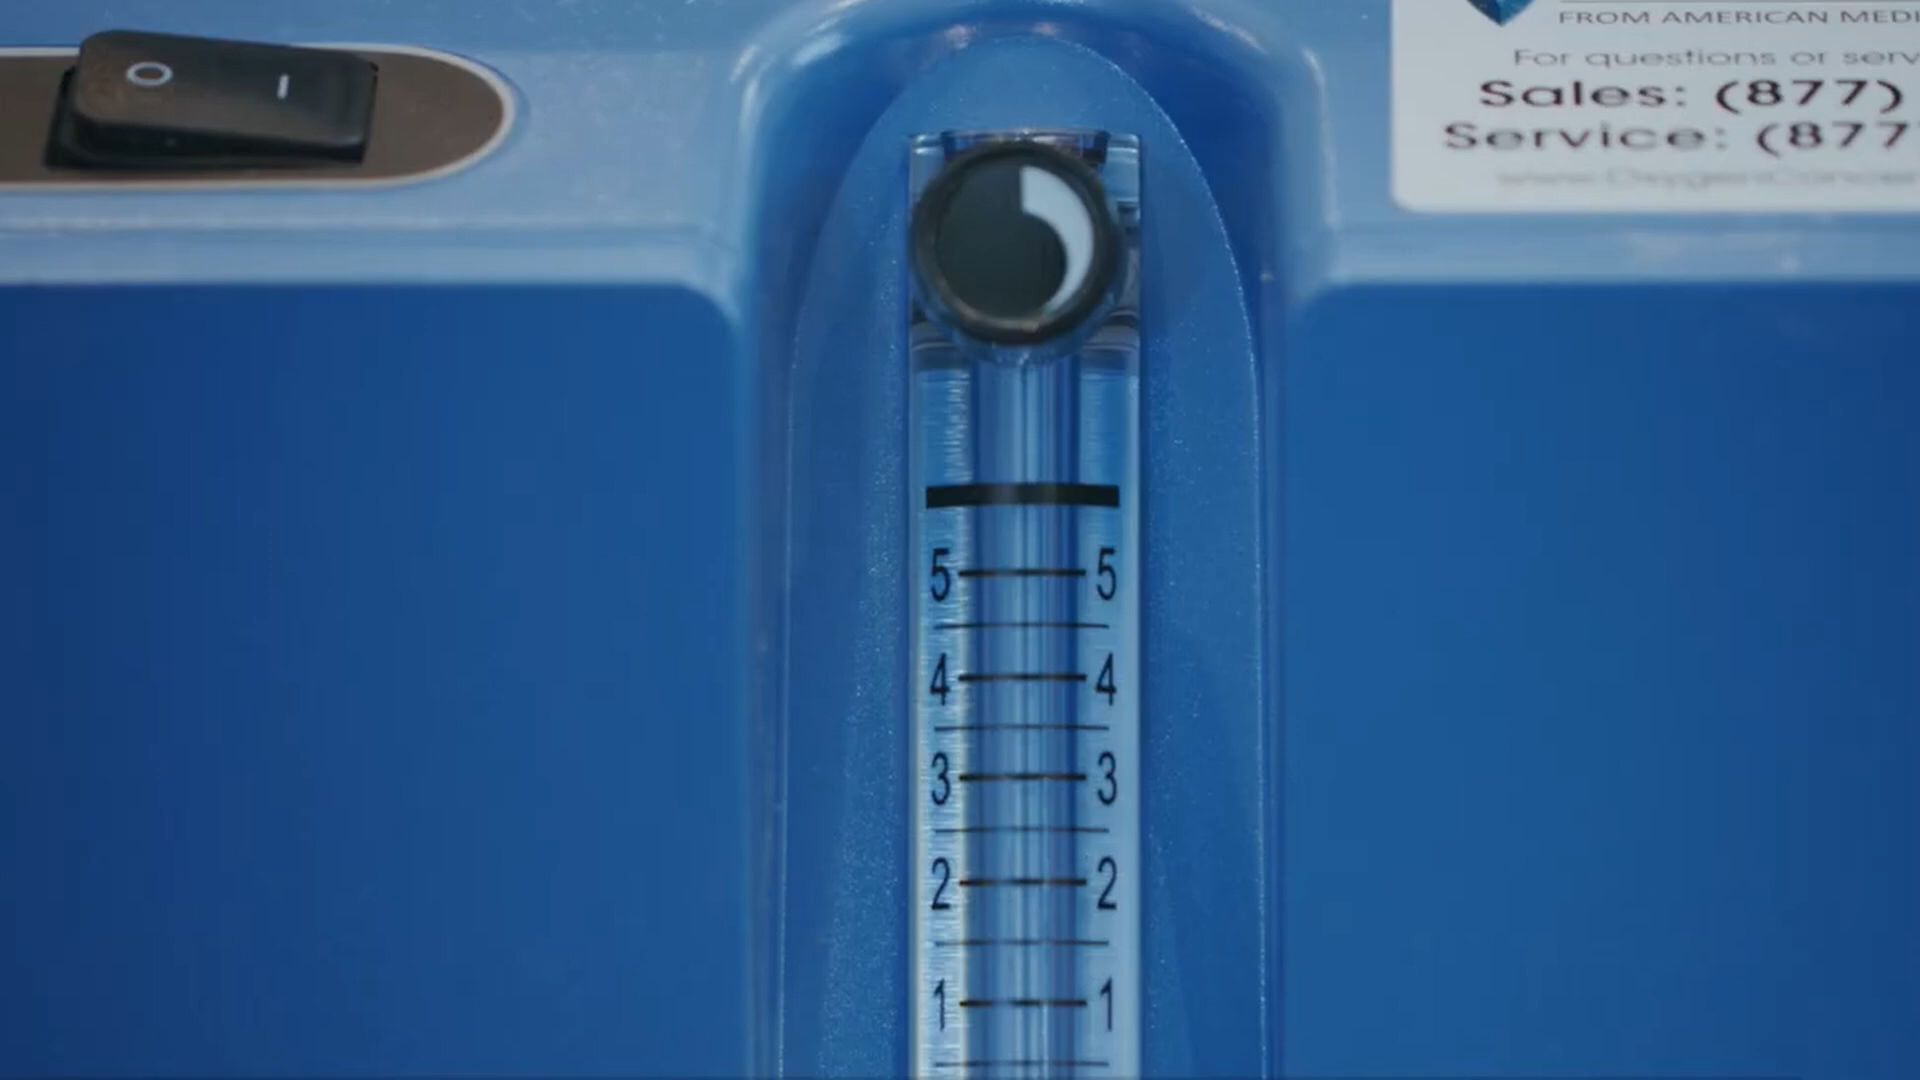 O I
FROM AMERICAN MEDI
For questions or serv
Sales: (877)
Service: (877
5 5
4 4
3 3
2 2
1 1